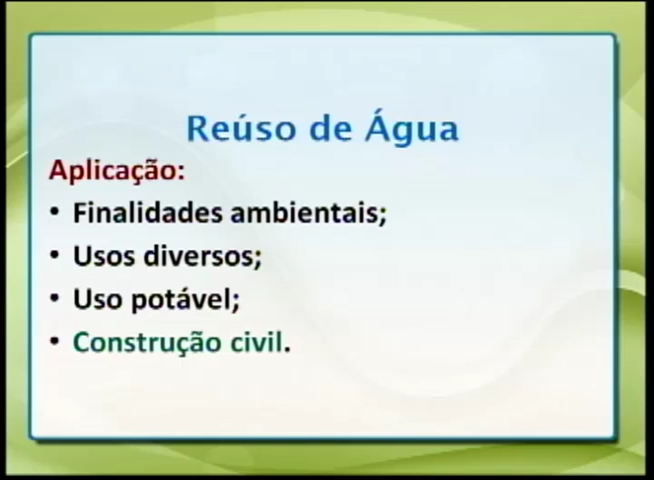 Reúso de Água
Aplicação:
• Finalidades ambientais;
• Usos diversos;
• Uso potável;
• Construção civil.